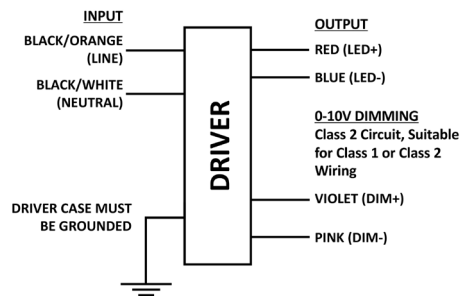 INPUT
BLACK/ORANGE
(LINE)
BLACK/WHITE
(NEUTRAL)
DRIVER CASE MUST
BE GROUNDED
DRIVER
OUTPUT
RED (LED+)
BLUE (LED-)
0-10V DIMMING
Class 2 Circuit, Suitable
for Class 1 or Class 2
Wiring
VIOLET (DIM+)
PINK (DIM-)